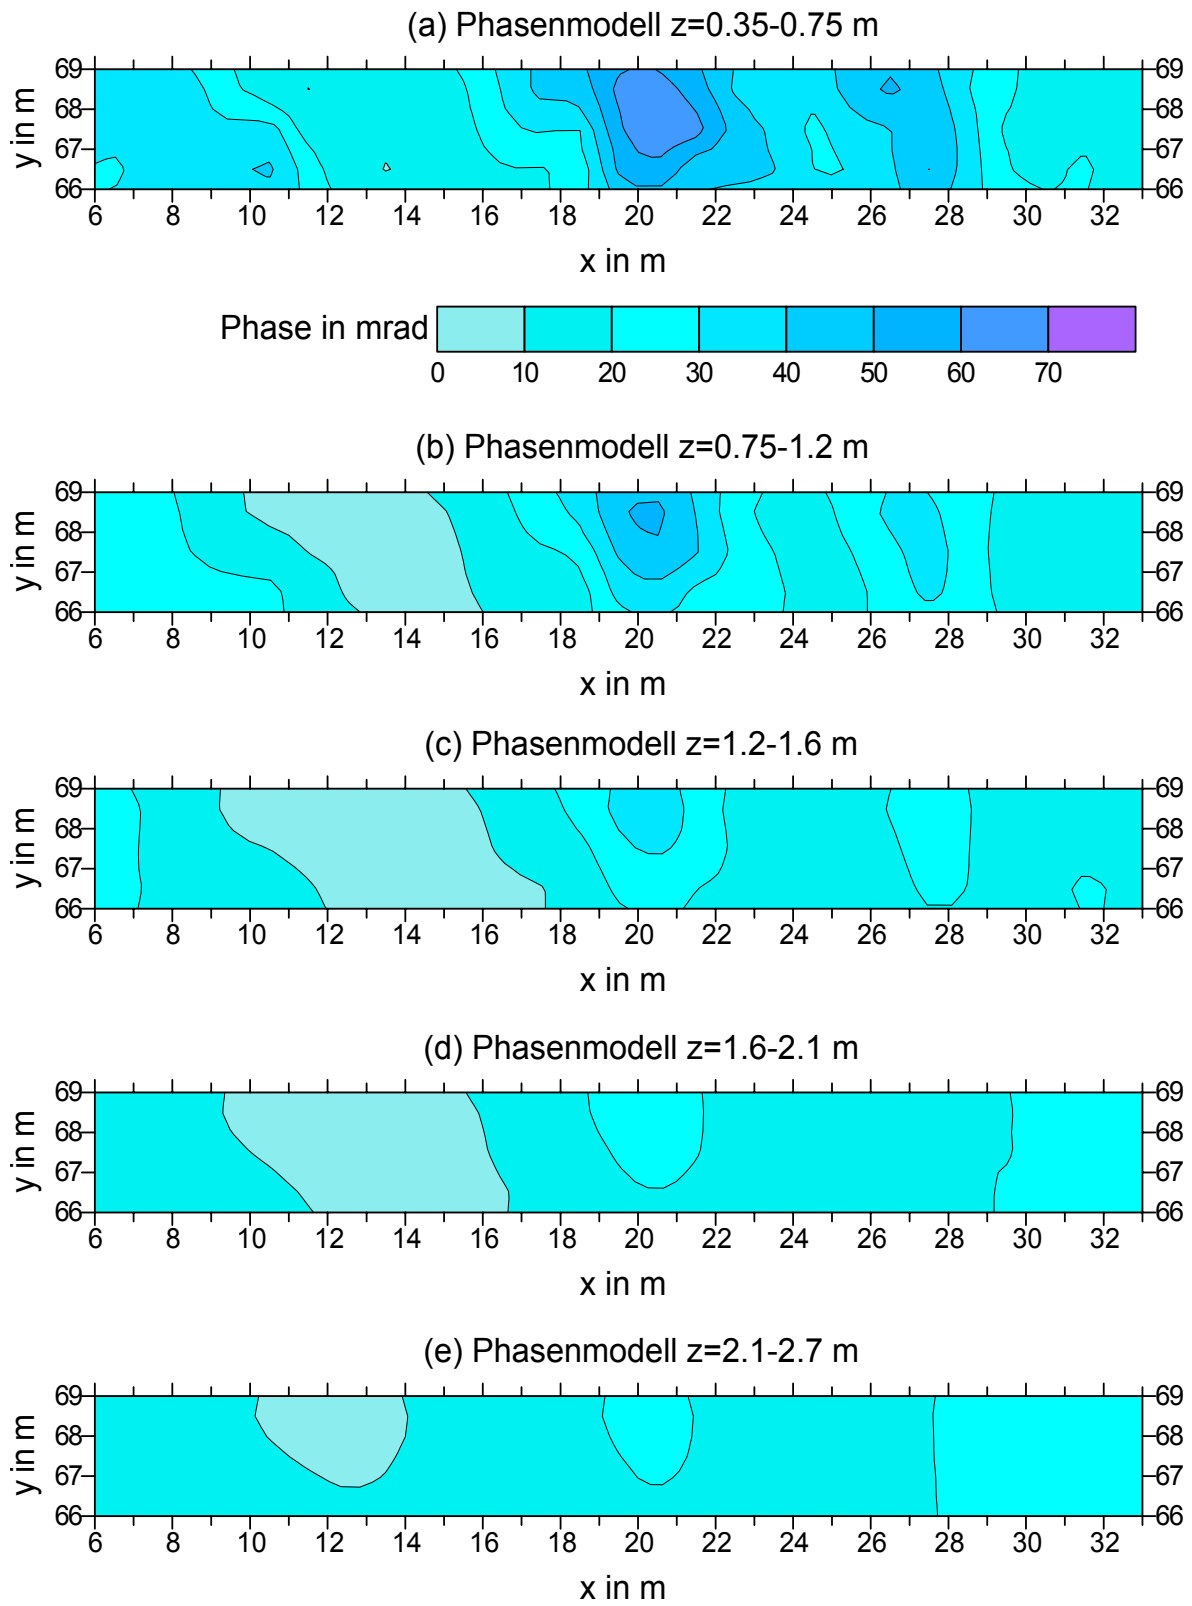 (a) Phasenmodell z=0.35-0.75 m
69 69
68 68
67 67
66 66
y in m
6 8 10 12 14 16 18 20 22 24 26 28 30 32
x in m
Phase in mrad
0 10 20 30 40 50 60 70
(b) Phasenmodell z=0.75-1.2 m
69 69
68 68
67 67
66 66
y in m
6 8 10 12 14 16 18 20 22 24 26 28 30 32
x in m
(c) Phasenmodell z=1.2-1.6 m
69 69
68 68
67 67
66 66
y in m
6 8 10 12 14 16 18 20 22 24 26 28 30 32
x in m
(d) Phasenmodell z=1.6-2.1 m
69 69
68 68
67 67
66 66
y in m
6 8 10 12 14 16 18 20 22 24 26 28 30 32
x in m
(e) Phasenmodell z=2.1-2.7 m
69 69
68 68
67 67
66 66
y in m
6 8 10 12 14 16 18 20 22 24 26 28 30 32
x in m